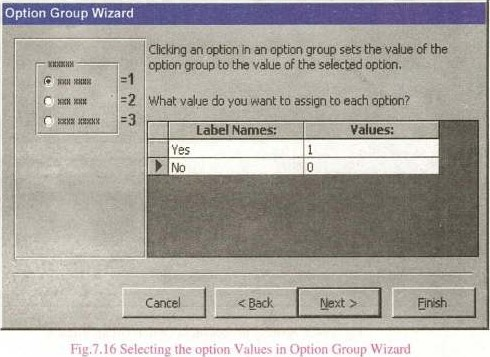 Option Group Wizard
Clicking an option in an option group sets the value of the
option group to the value of the selected option.
=1
=2
=3
What value do you want to assign to each option?
Label Names: Values:
Yes 1
No 0
Cancel < Back Next > Finish
Fig.7.16 Selecting the option Values in Option Group Wizard